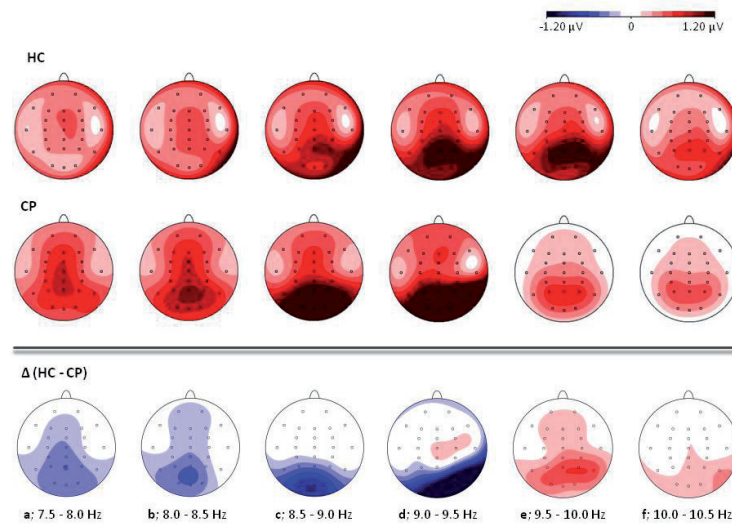 -1.20 µV 0 1.20 µV
HC
CP
Δ (HC - CP)
a; 7.5 - 8.0 Hz b; 8.0 - 8.5 Hz c; 8.5 - 9.0 Hz d; 9.0 - 9.5 Hz e; 9.5 - 10.0 Hz f; 10.0 - 10.5 Hz